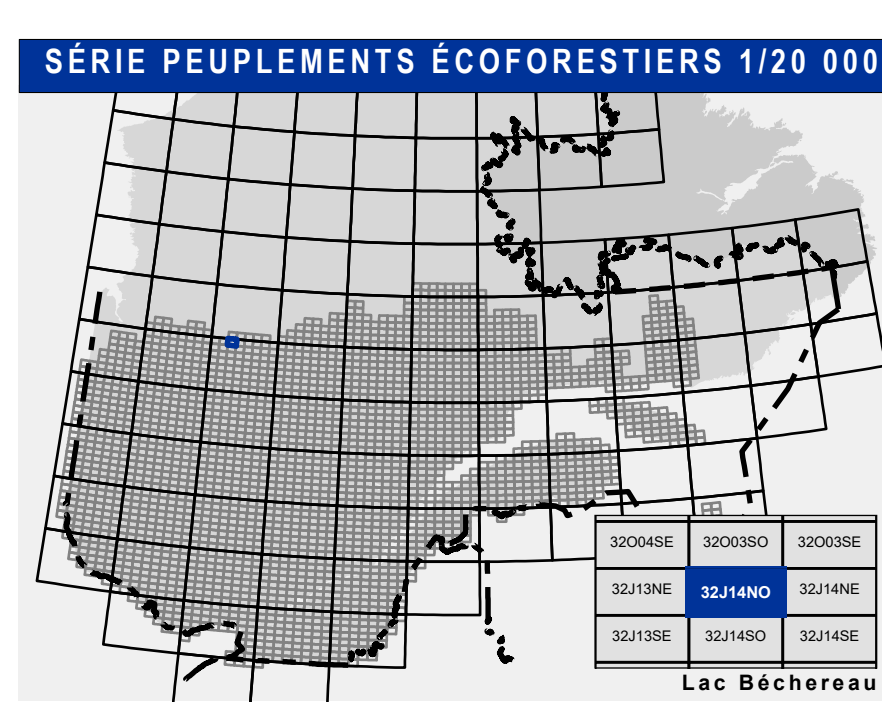 SÉRIE PEUPLEMENTS ÉCOFORESTIERS 1/20 000
32O04SE 32O03SO 32O03SE
32J13NE 32J14NO 32J14NE
32J13SE 32J14SO 32J14SE
Lac Béchereau